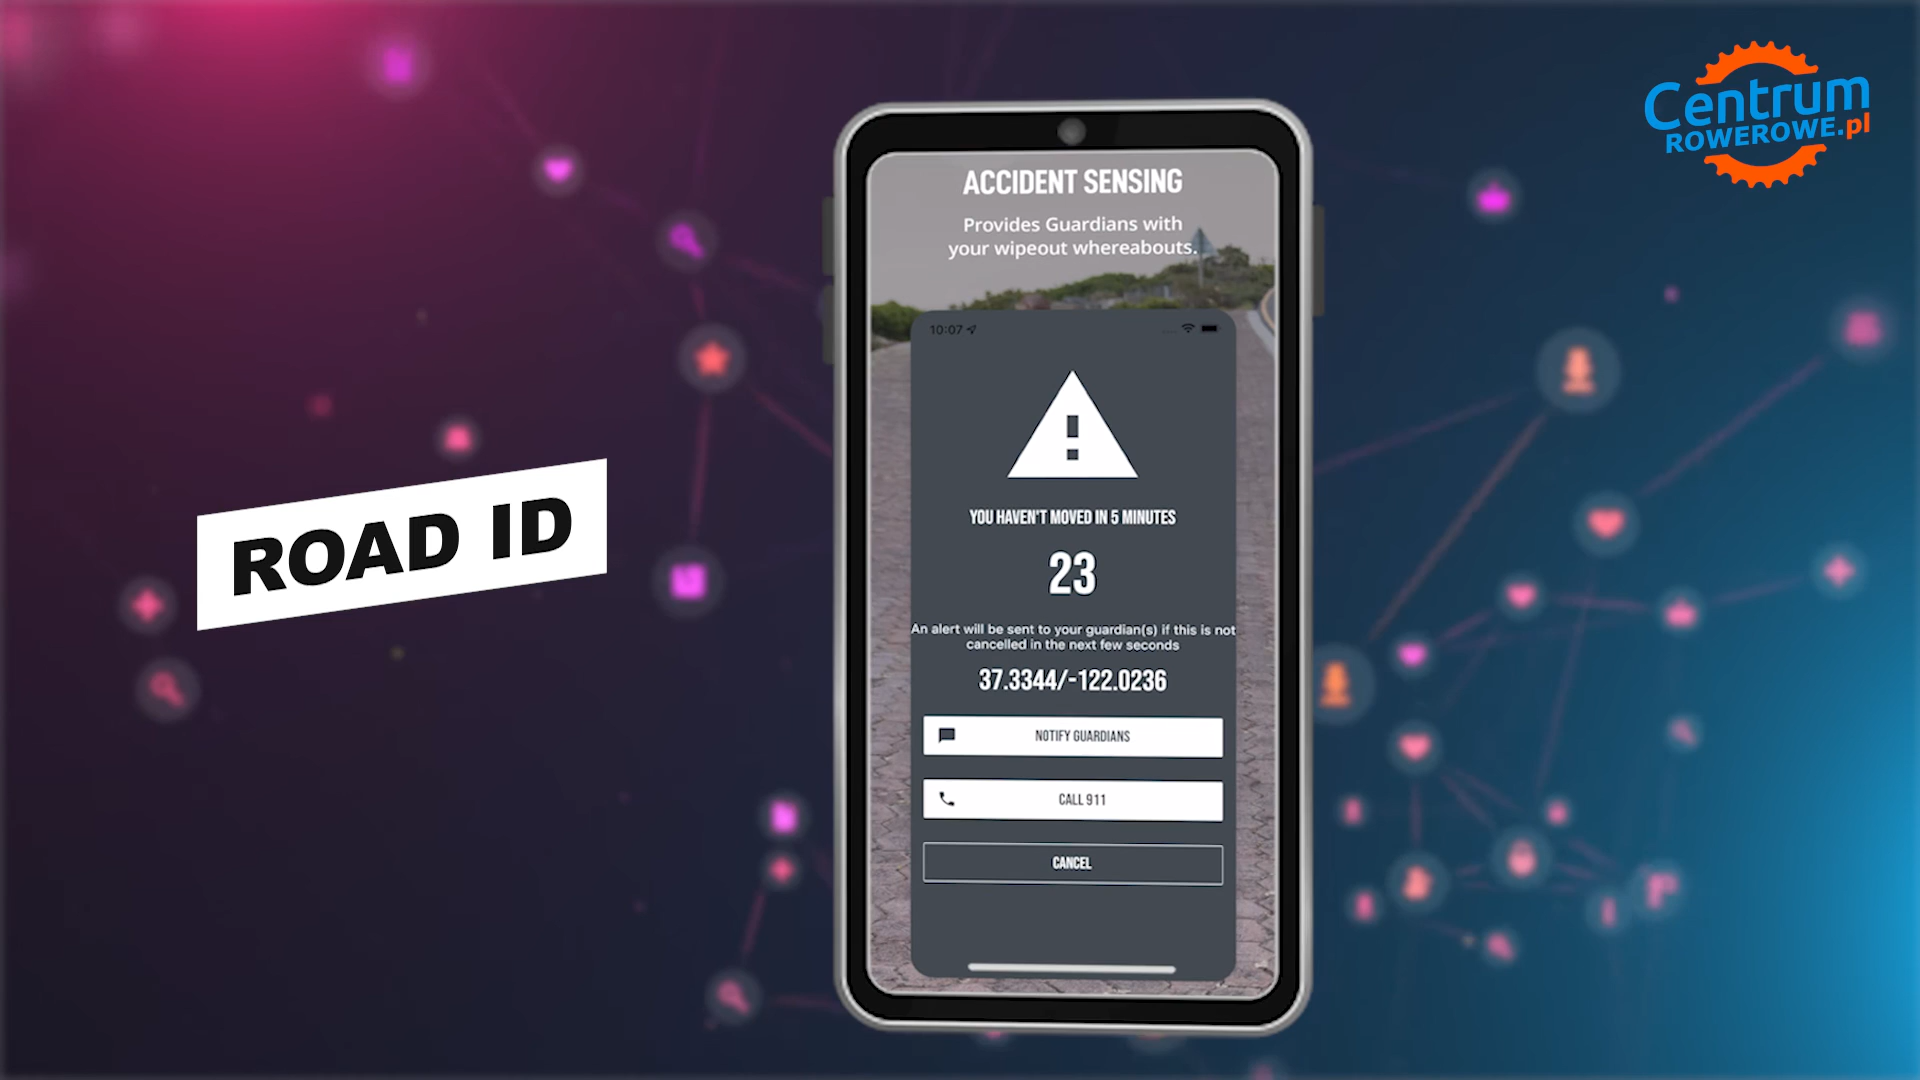 Centrum
ROWEROWE.pl
ROAD ID
ACCIDENT SENSING
Provides Guardians with
your wipeout whereabouts.
10:07
YOU HAVEN'T MOVED IN 5 MINUTES
23
An alert will be sent to your guardian(s) if this is not
cancelled in the next few seconds
37.3344/-122.0236
NOTIFY GUARDIANS
CALL 911
CANCEL